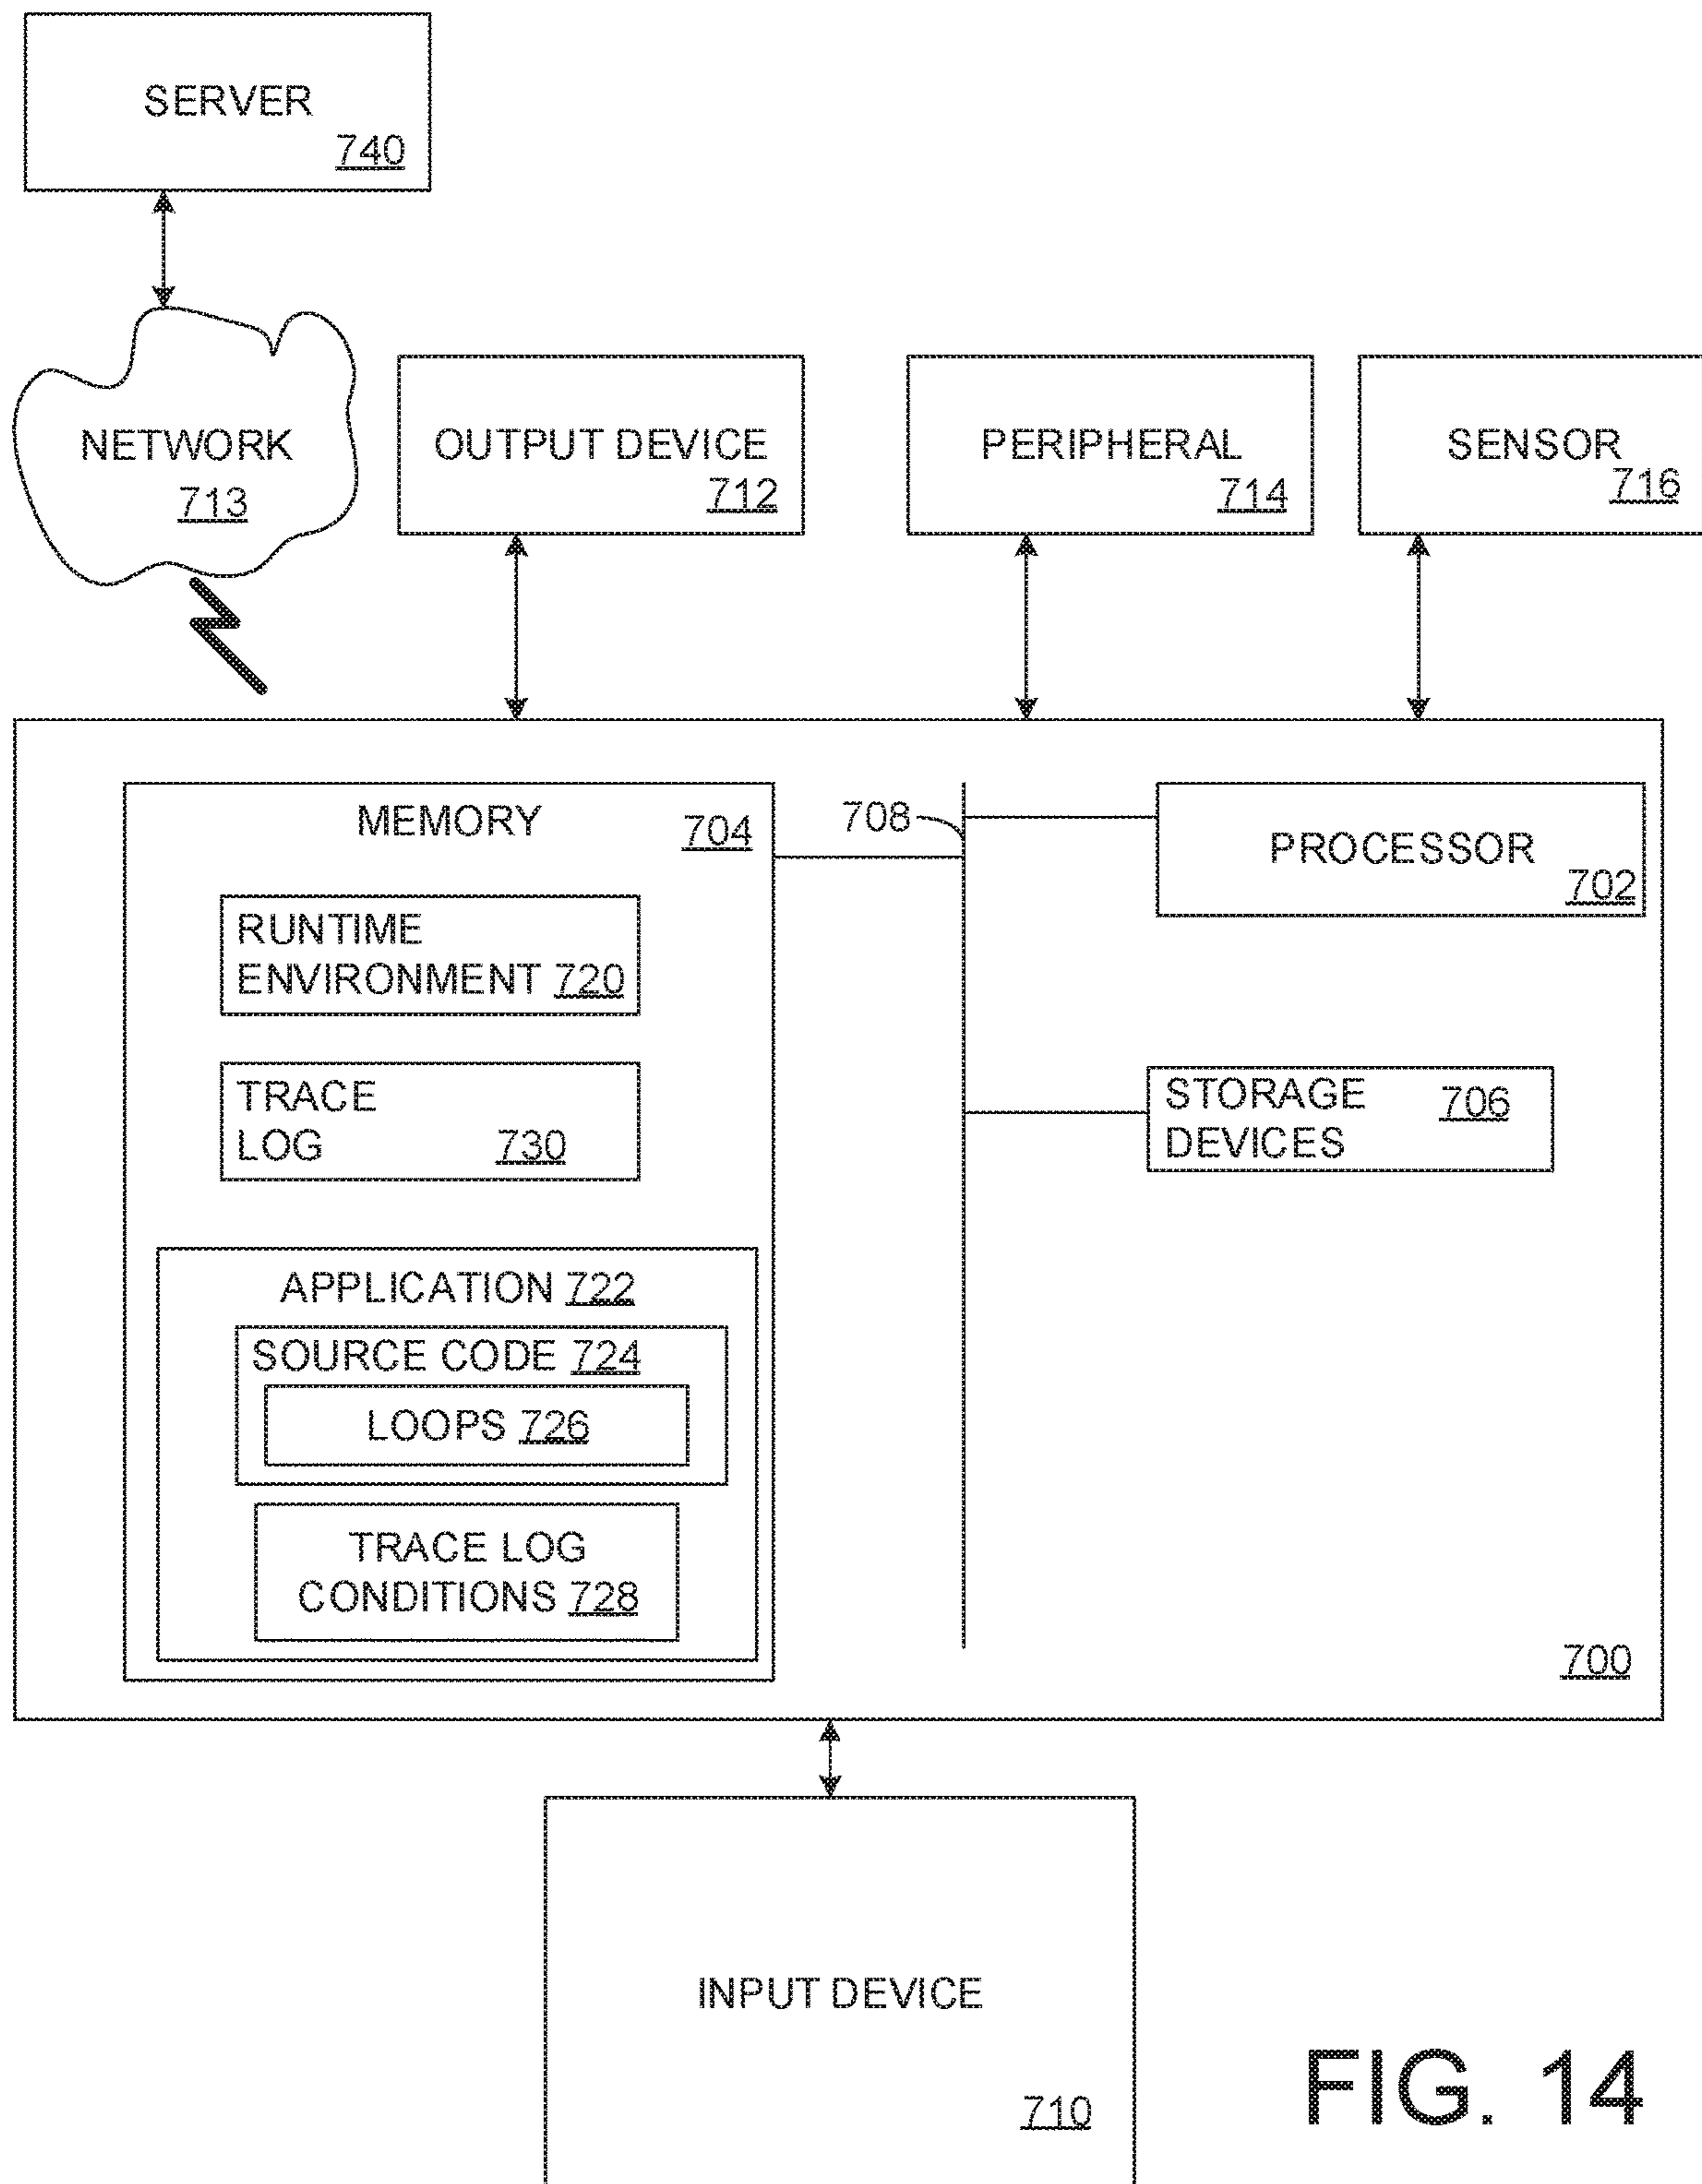 SERVER
740
NETWORK
713
OUTPUT DEVICE
712
PERIPHERAL
714
SENSOR
716
MEMORY
704
708
PROCESSOR
702
RUNTIME
ENVIRONMENT 720
TRACE
LOG 730
STORAGE 706
DEVICES
APPLICATION 722
SOURCE CODE 724
LOOPS 726
TRACE LOG
CONDITIONS 728
700
INPUT DEVICE
710
FIG. 14